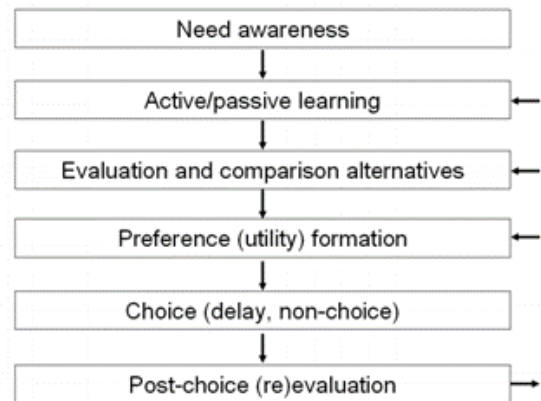 Need awareness
Active/passive learning
Evaluation and comparison alternatives
Preference (utility) formation
Choice (delay, non-choice)
Post-choice (re)evaluation